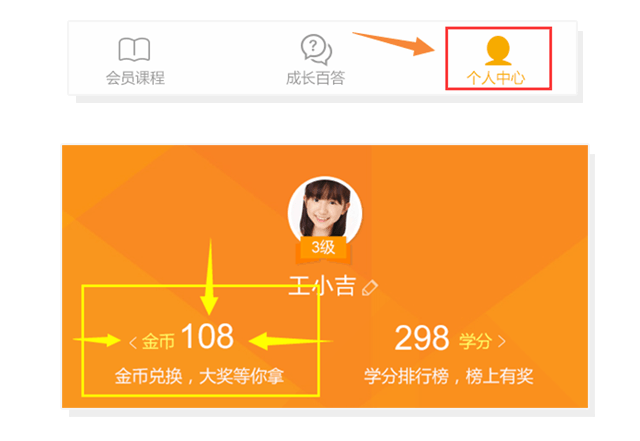 会员课程
成长百答
个人中心
3级
王小吉
金币 108
298 学分
金币兑换，大奖等你拿
学分排行榜，榜上有奖